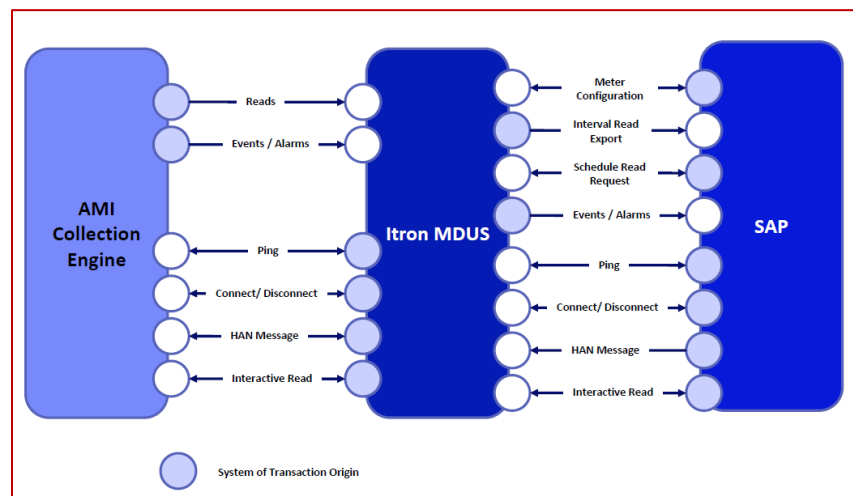 AMI
Collection
Engine
Reads
Events / Alarms
Ping
Connect/ Disconnect
HAN Message
Interactive Read
Itron MDUS
Meter
Configuration
Interval Read
Export
Schedule Read
Request
Events / Alarms
Ping
Connect/ Disconnect
HAN Message
Interactive Read
SAP
System of Transaction Origin